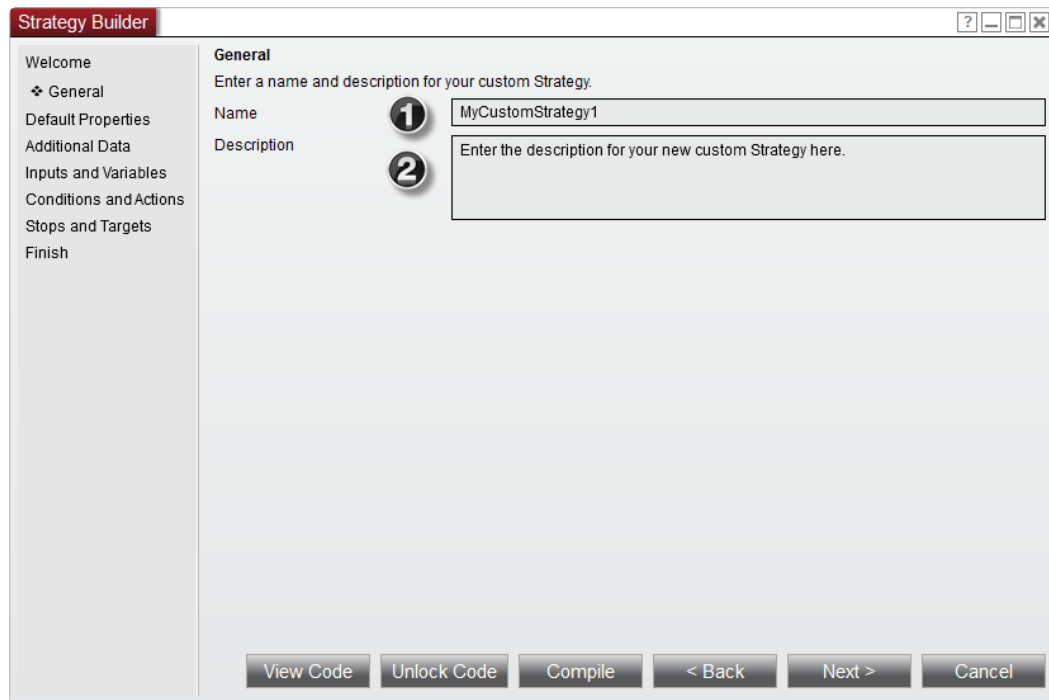 Strategy Builder
?
Welcome
❖ General
Default Properties
Additional Data
Inputs and Variables
Conditions and Actions
Stops and Targets
Finish
General
Enter a name and description for your custom Strategy.
Name 1 MyCustomStrategy1
Description 2 Enter the description for your new custom Strategy here.
View Code Unlock Code Compile < Back Next > Cancel